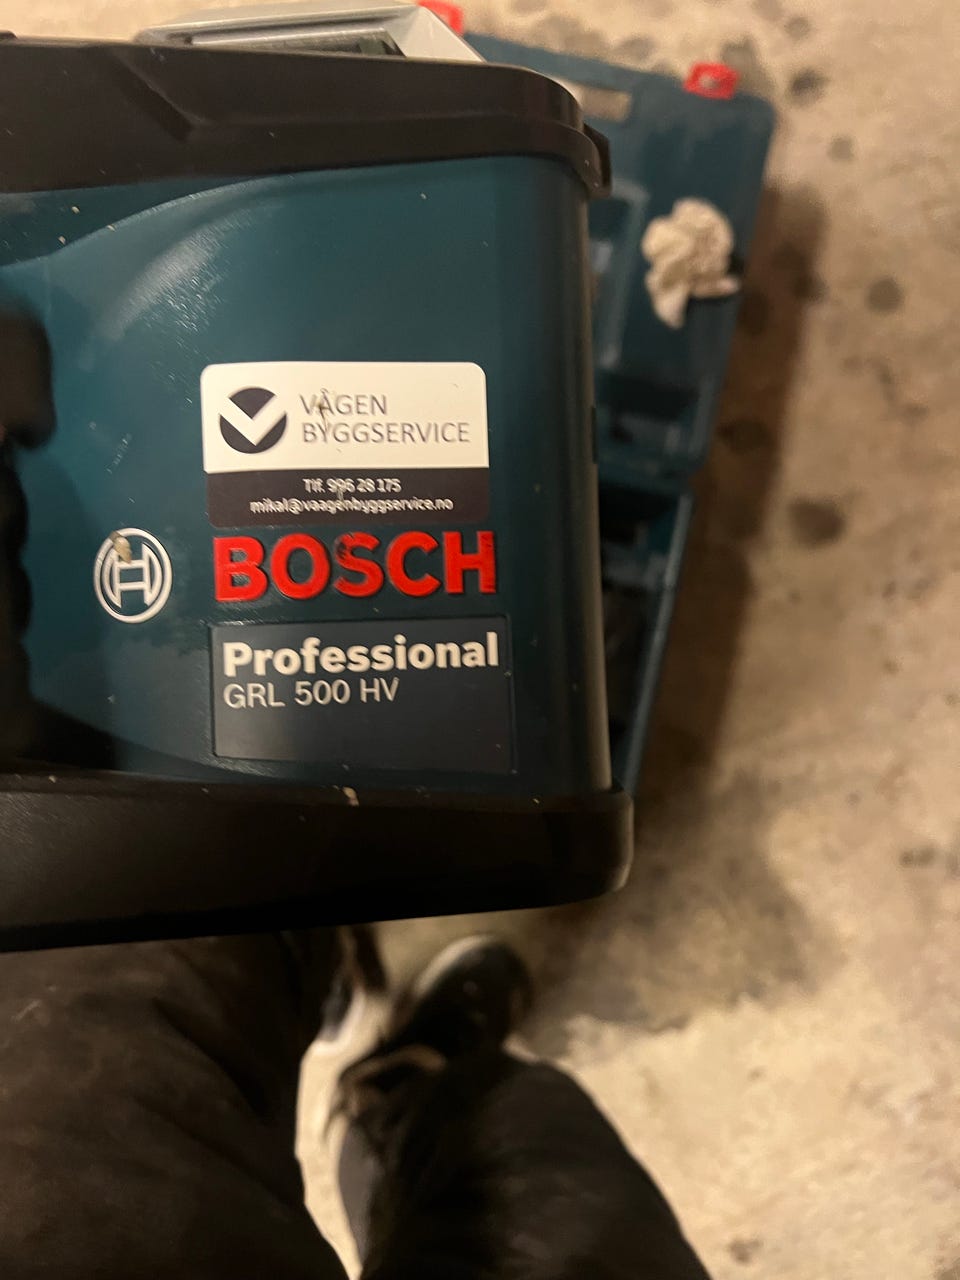 VÅGEN
BYGGSERVICE
Tlf. 996 28 175
mikal@vaagenbyggservice.no
BOSCH
Professional
GRL 500 HV